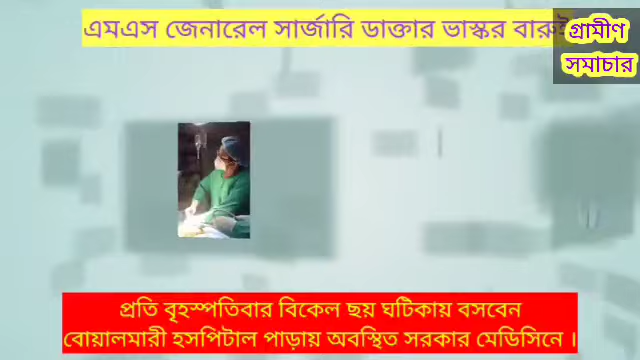 এমএস জেনারেল সার্জারি ডাক্তার ভাস্কর
গ্রামীণ
সমাচার
প্রতি বৃহস্পতিবার বিকেল ছয় ঘটিকায় বসবেন
বোয়ালমারী হসপিটাল পাড়ায় অবস্থিত সরকার মেডিসিনে ।